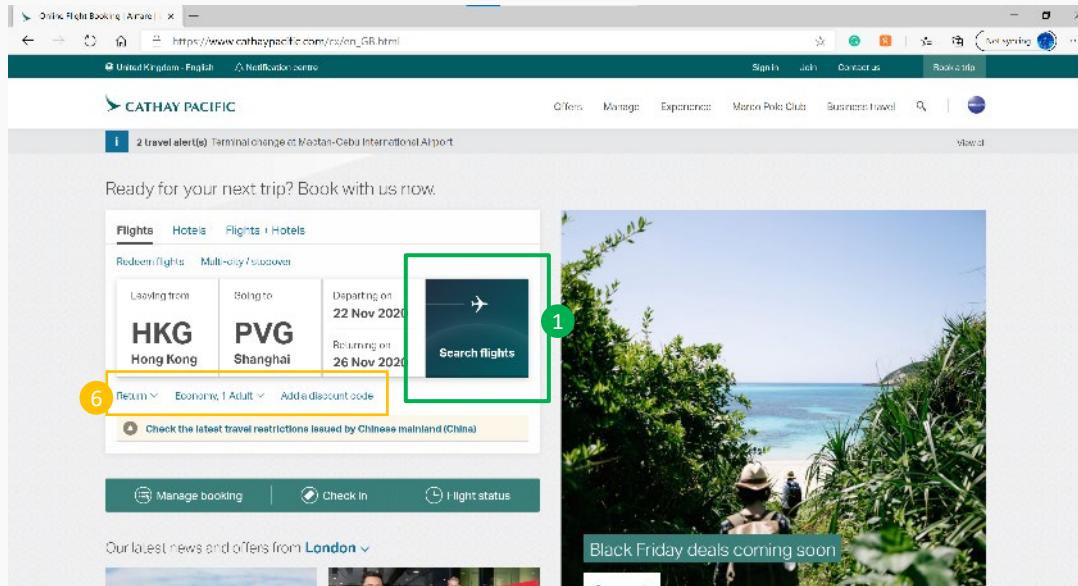 Online Flight Booking | Airfare |
https://www.cathaypacific.com/cx/en_GB.html
Not syncing
United Kingdom - English Notification centre
Sign in Join Contact us Book a trip
CATHAY PACIFIC
Offers Manage Experience Marco Polo Club Business travel
2 travel alert(s) Terminal change at Mactan-Cebu International Airport
View all
Ready for your next trip? Book with us now.
Flights Hotels Flights + Hotels
Redeem flights Multi-city / stopover
Leaving from Going to Departing on
22 Nov 2020
HKG PVG
Hong Kong Shanghai
Returning on
26 Nov 2020
Search flights
1
6
Return Economy, 1 Adult Add a discount code
Check the latest travel restrictions issued by Chinese mainland (China)
Manage booking Check in Flight status
Our latest news and offers from London
Black Friday deals coming soon